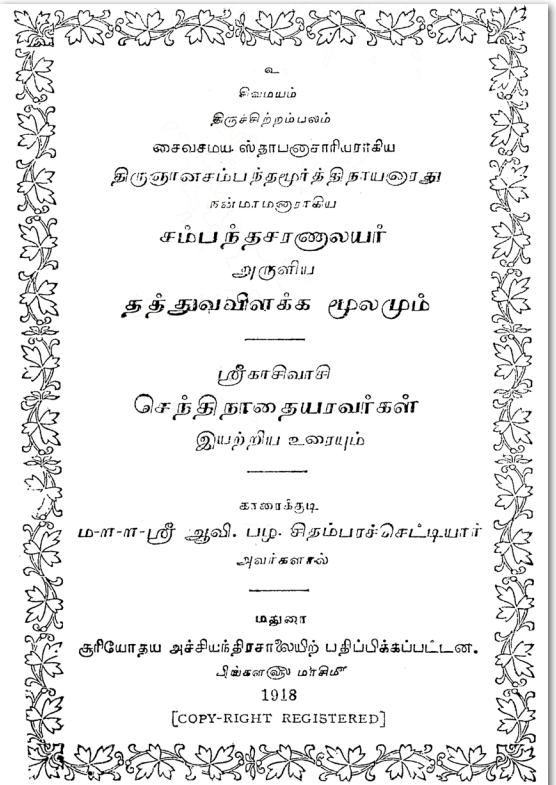 உ
சிவமயம்
திருச்சிற்றம்பலம்
சைவசமய ஸ்தாபனாசாரியராகிய
திருஞானசம்பந்தமூர்த்திநாயனாரது
நன்மாமனாராகிய
சம்பந்தசரணாலயர்
அருளிய
தத்துவவிளக்க மூலமும்
ஸ்ரீகாசிவாசி
செந்திநாதையரவர்கள்
இயற்றிய உரையும்
காரைக்குடி
ம-ள-ள-ஸ்ரீ ஆவி. பழ. சிதம்பரச்செட்டியார்
அவர்களால்
மதுரை
சூரியோதய அச்சியந்திரசாலையிற் பதிப்பிக்கப்பட்டன.
பிங்கள௵ மார்கழி௴
1918
[COPY-RIGHT REGISTERED]